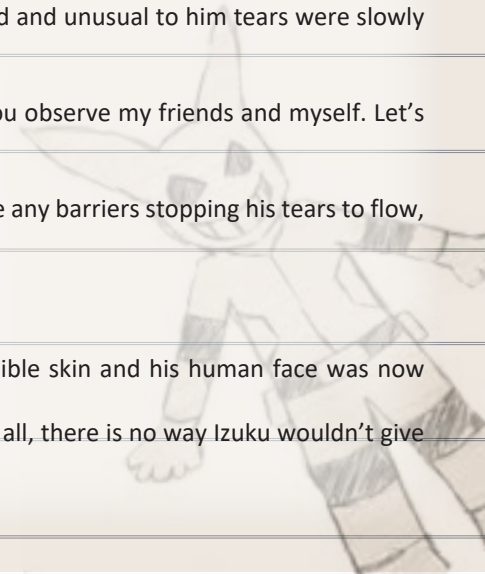 d and unusual to him tears were slowly
ou observe my friends and myself. Let's
e any barriers stopping his tears to flow,
ible skin and his human face was now
all, there is no way Izuku wouldn't give